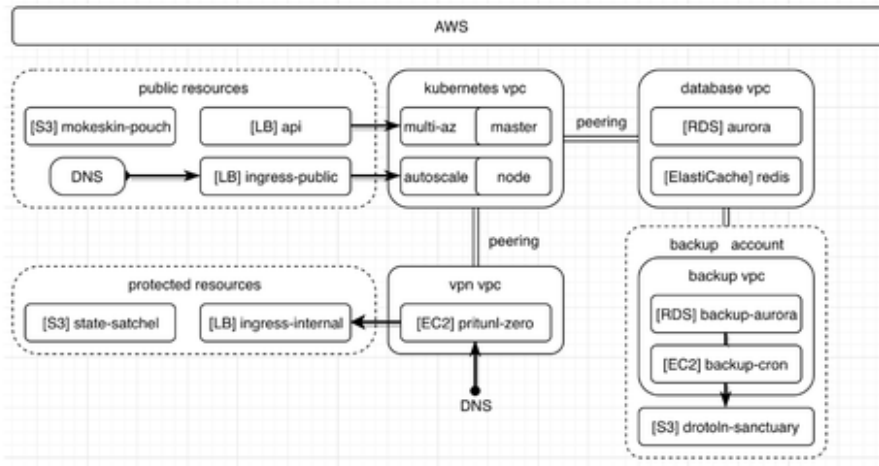 AWS
public resources
[S3] mokeskin-pouch
[LB] api
DNS
[LB] ingress-public
kubernetes vpc
multi-az
master
autoscale
node
peering
database vpc
[RDS] aurora
[ElastiCache] redis
peering
protected resources
[S3] state-satchel
[LB] ingress-internal
vpn vpc
[EC2] pritunl-zero
DNS
backup account
backup vpc
[RDS] backup-aurora
[EC2] backup-cron
[S3] drotoln-sanctuary